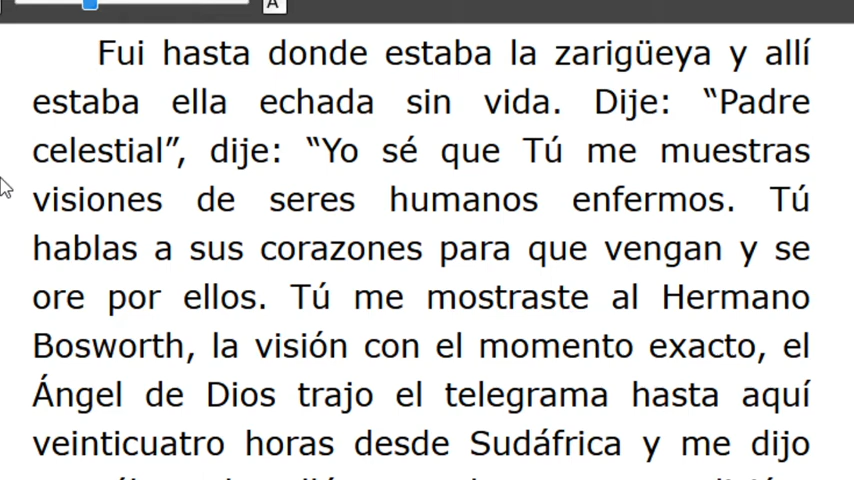 A
Fui hasta donde estaba la zarigüeya y allí
estaba ella echada sin vida. Dije: “Padre
celestial”, dije: “Yo sé que Tú me muestras
visiones de seres humanos enfermos. Tú
hablas a sus corazones para que vengan y se
ore por ellos. Tú me mostraste al Hermano
Bosworth, la visión con el momento exacto, el
Ángel de Dios trajo el telegrama hasta aquí
veinticuatro horas desde Sudáfrica y me dijo